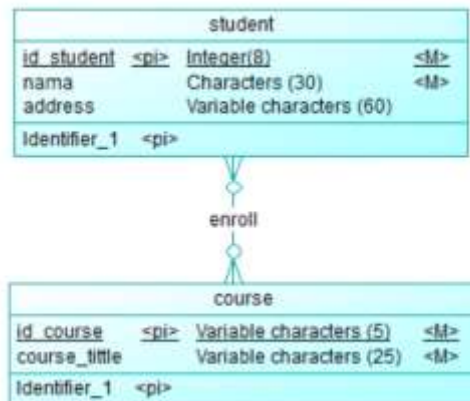 student
id_student <pi> Integer(8) <M>
nama Characters (30) <M>
address Variable characters (60)
Identifier_1 <pi>
enroll
course
id_course <pi> Variable characters (5) <M>
course_tittle Variable characters (25) <M>
Identifier_1 <pi>